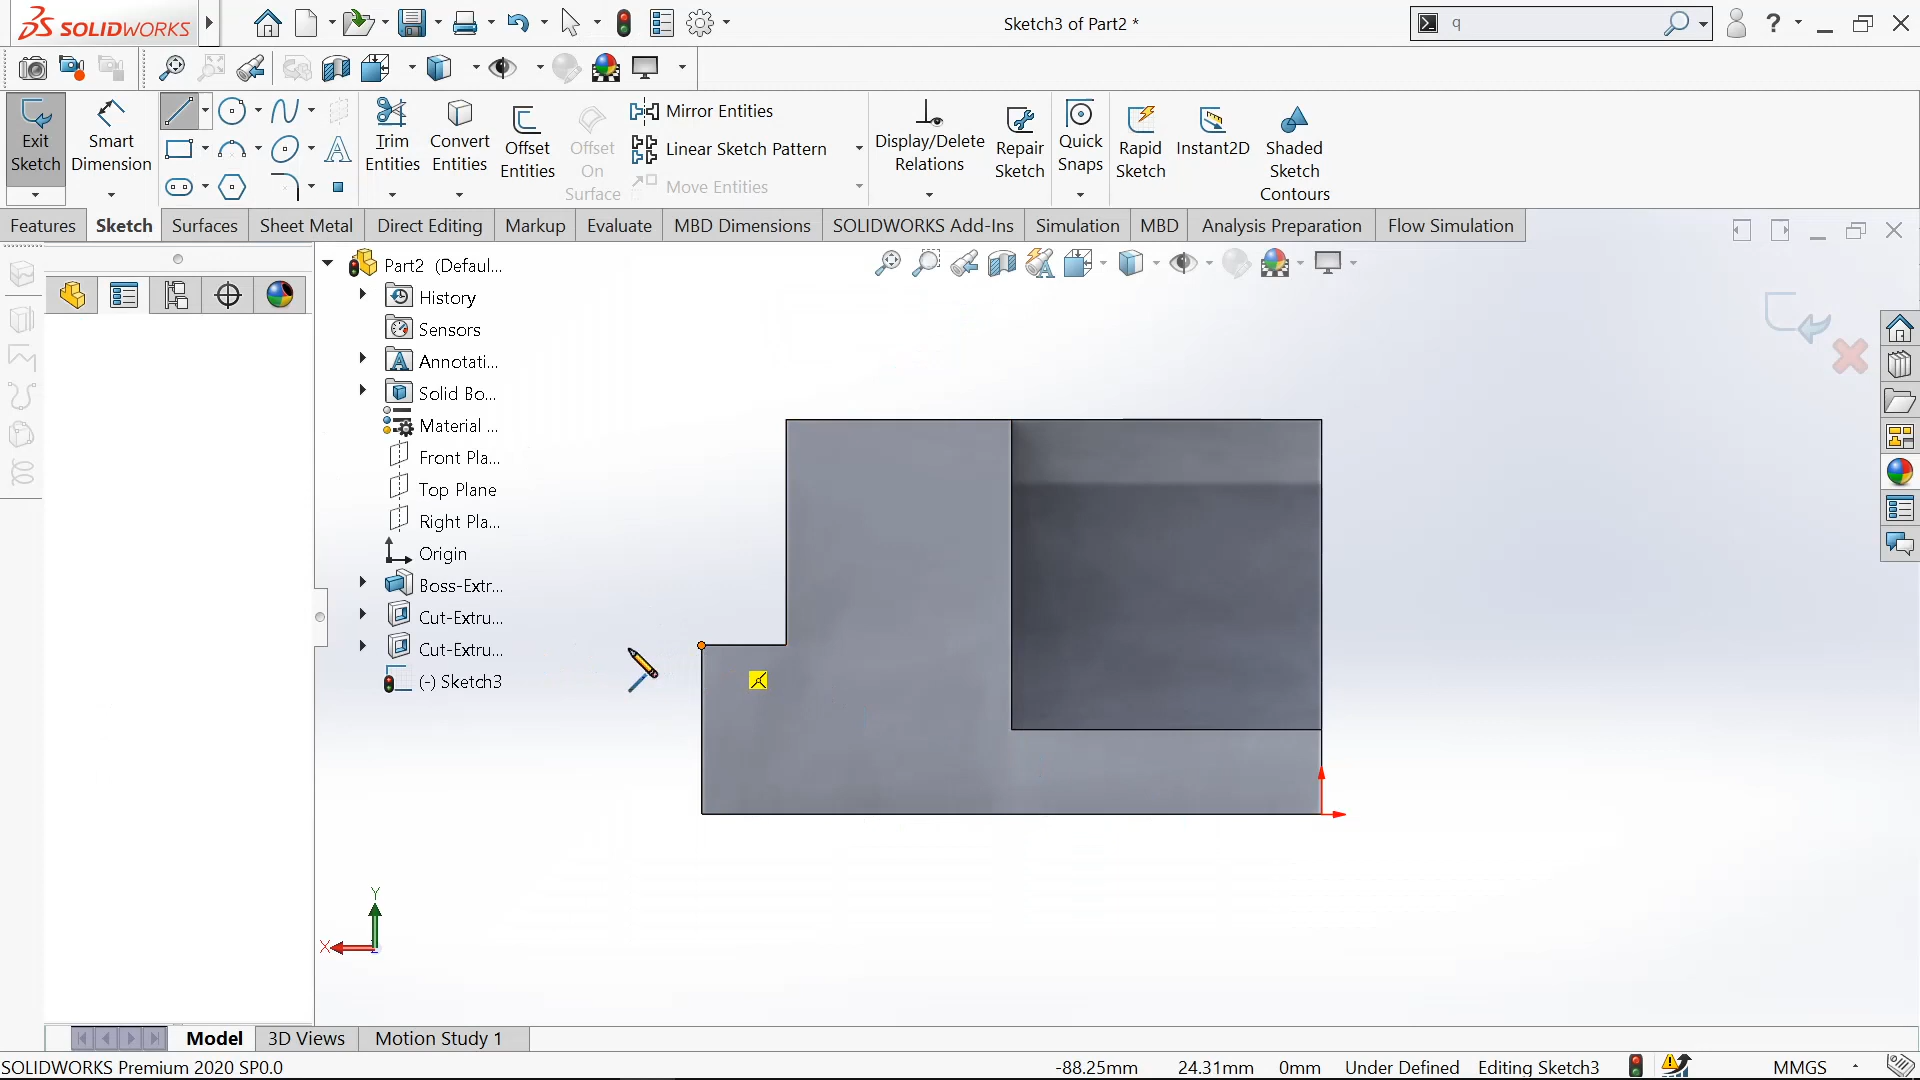 SOLIDWORKS
Sketch3 of Part2 *
q
?
Exit Sketch
Smart Dimension
Trim Entities
Convert Entities
Offset Entities
Offset On Surface
Mirror Entities
Linear Sketch Pattern
Move Entities
Display/Delete Relations
Repair Sketch
Quick Snaps
Rapid Sketch
Instant2D
Shaded Sketch Contours
Features
Sketch
Surfaces
Sheet Metal
Direct Editing
Markup
Evaluate
MBD Dimensions
SOLIDWORKS Add-Ins
Simulation
MBD
Analysis Preparation
Flow Simulation
Part2 (Defaul...
History
Sensors
Annotati...
Solid Bo...
Material ...
Front Pla...
Top Plane
Right Pla...
Origin
Boss-Extr...
Cut-Extru...
Cut-Extru...
(-) Sketch3
Y
X
Model
3D Views
Motion Study 1
SOLIDWORKS Premium 2020 SP0.0
-88.25mm
24.31mm
0mm
Under Defined
Editing Sketch3
MMGS